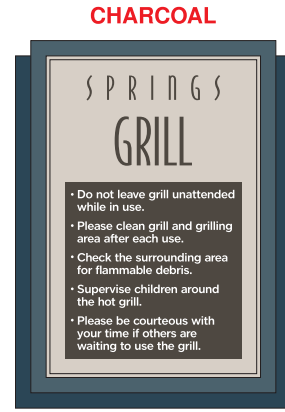 CHARCOAL
SPRINGS
GRILL
• Do not leave grill unattended
while in use.
• Please clean grill and grilling
area after each use.
• Check the surrounding area
for flammable debris.
• Supervise children around
the hot grill.
• Please be courteous with
your time if others are
waiting to use the grill.